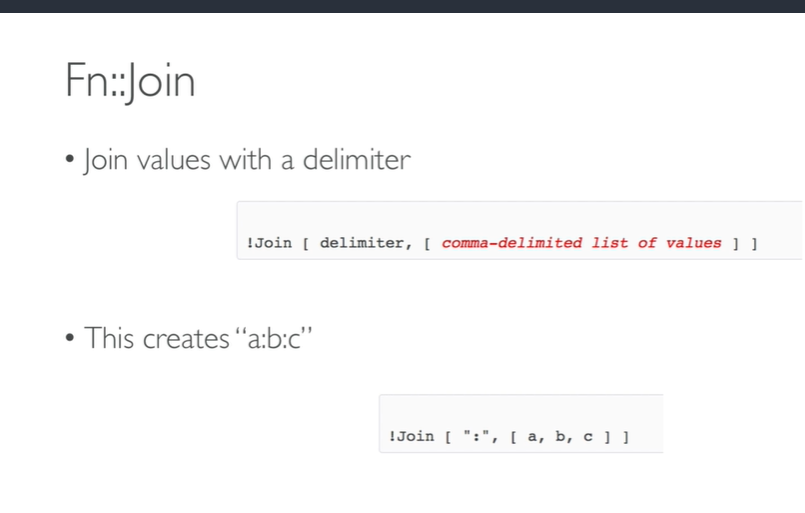 Fn::Join
• Join values with a delimiter
!Join [ delimiter, [ comma-delimited list of values ] ]
• This creates “a:b:c”
!Join [ ":", [ a, b, c ] ]